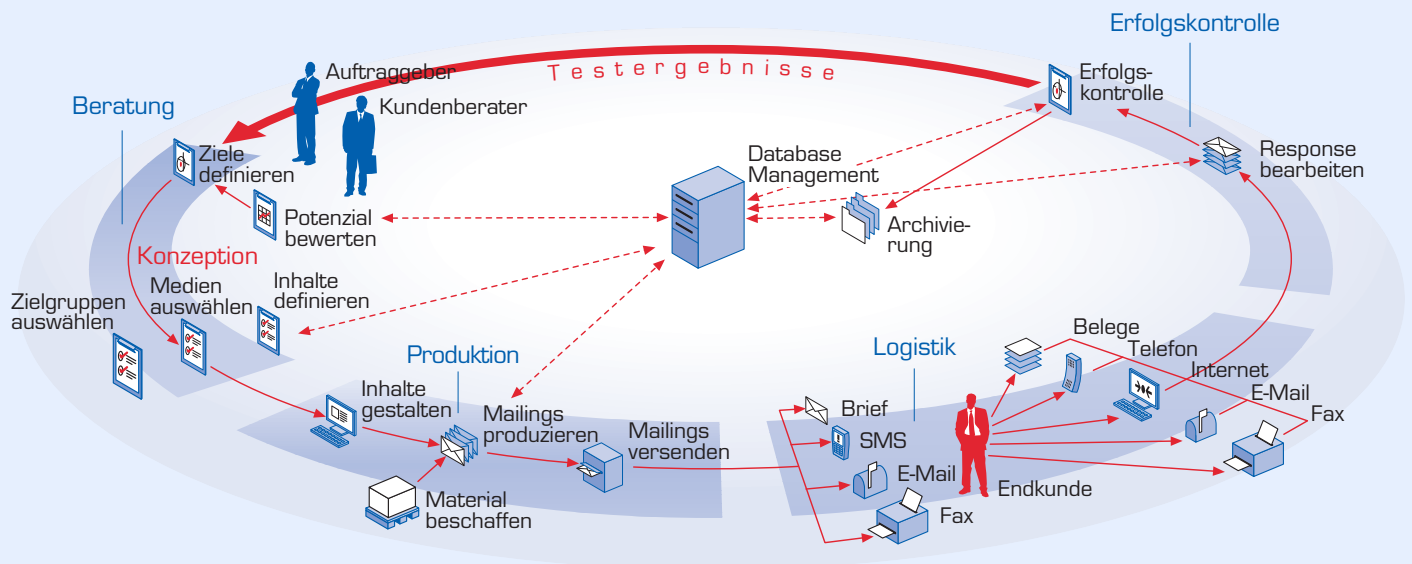 Erfolgskontrolle
Testergebnisse
Auftraggeber
Kundenberater
Erfolgs-
kontrolle
Beratung
Ziele
definieren
Potenzial
bewerten
Database
Management
Archivie-
rung
Response
bearbeiten
Konzeption
Zielgruppen
auswählen
Medien
auswählen
Inhalte
definieren
Produktion
Inhalte
gestalten
Mailings
produzieren
Mailings
versenden
Material
beschaffen
Logistik
Brief
SMS
E-Mail
Fax
Endkunde
Belege
Telefon
Internet
E-Mail
Fax